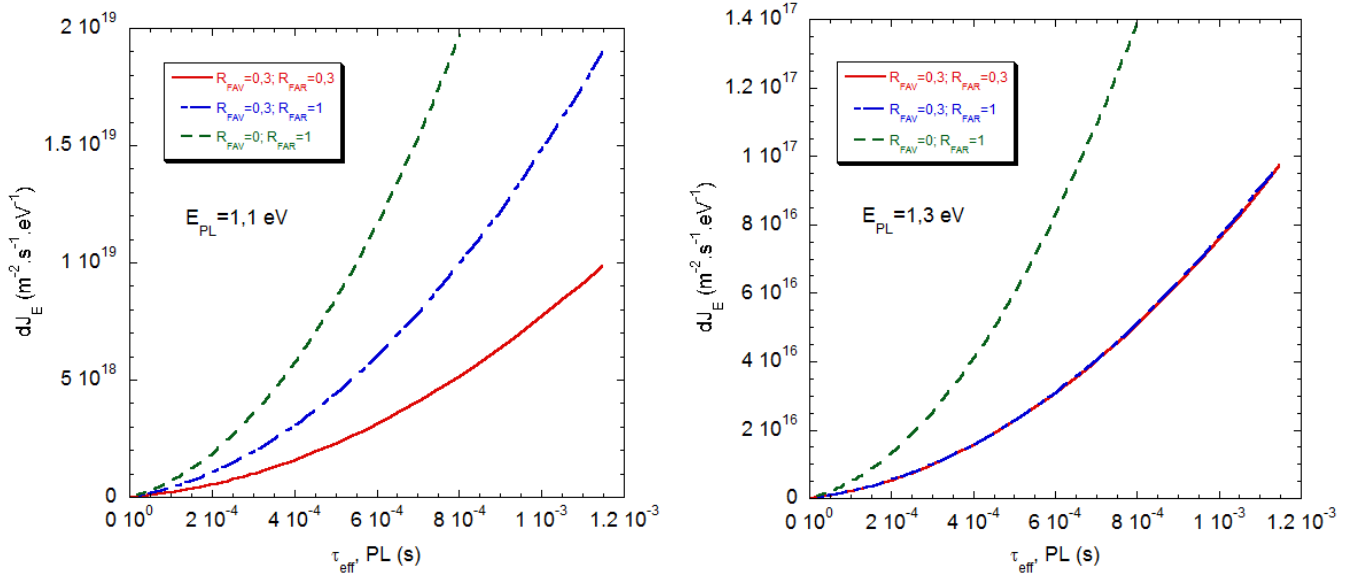 2 10^19
1.5 10^19
1 10^19
5 10^18
0
dJ_E (m^-2.s^-1.eV^-1)
R_FAV=0,3; R_FAR=0,3
R_FAV=0,3; R_FAR=1
R_FAV=0; R_FAR=1
E_PL=1,1 eV
0 10^0
2 10^-4
4 10^-4
6 10^-4
8 10^-4
1 10^-3
1.2 10^-3
τ_eff, PL (s)
1.4 10^17
1.2 10^17
1 10^17
8 10^16
6 10^16
4 10^16
2 10^16
0
dJ_E (m^-2.s^-1.eV^-1)
R_FAV=0,3; R_FAR=0,3
R_FAV=0,3; R_FAR=1
R_FAV=0; R_FAR=1
E_PL=1,3 eV
0 10^0
2 10^-4
4 10^-4
6 10^-4
8 10^-4
1 10^-3
1.2 10^-3
τ_eff, PL (s)